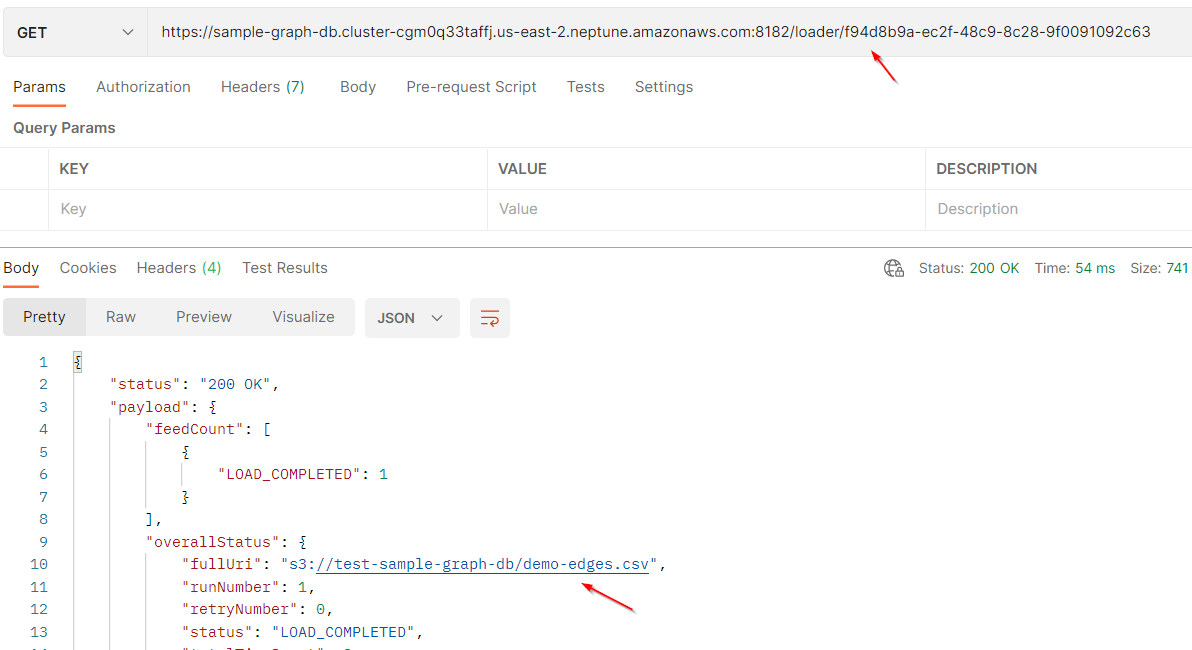 GET https://sample-graph-db.cluster-cgm0q33taffj.us-east-2.neptune.amazonaws.com:8182/loader/f94d8b9a-ec2f-48c9-8c28-9f0091092c63
Params Authorization Headers (7) Body Pre-request Script Tests Settings
Query Params
KEY VALUE DESCRIPTION
Key Value Description
Body Cookies Headers (4) Test Results Status: 200 OK Time: 54 ms Size: 741
Pretty Raw Preview Visualize JSON
1 {
2 "status": "200 OK",
3 "payload": {
4 "feedCount": [
5 {
6 "LOAD_COMPLETED": 1
7 }
8 ],
9 "overallStatus": {
10 "fullUri": "s3://test-sample-graph-db/demo-edges.csv",
11 "runNumber": 1,
12 "retryNumber": 0,
13 "status": "LOAD_COMPLETED",